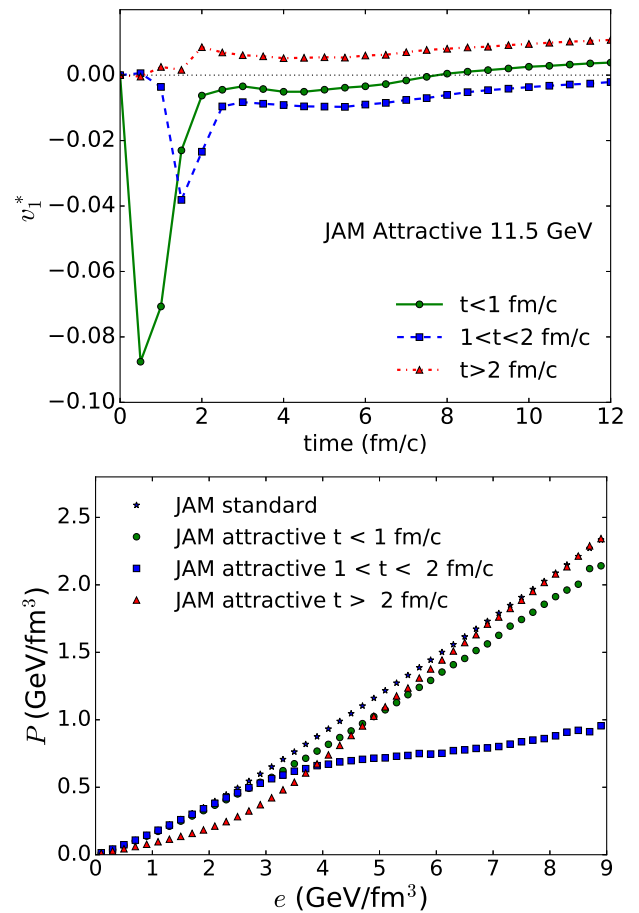 0.00
−0.02
−0.04
−0.06
−0.08
−0.10
v₁*
JAM Attractive 11.5 GeV
t<1 fm/c
1<t<2 fm/c
t>2 fm/c
0 2 4 6 8 10 12
time (fm/c)
2.5
2.0
1.5
1.0
0.5
0.0
P (GeV/fm³)
JAM standard
JAM attractive t < 1 fm/c
JAM attractive 1 < t < 2 fm/c
JAM attractive t > 2 fm/c
0 1 2 3 4 5 6 7 8 9
e (GeV/fm³)